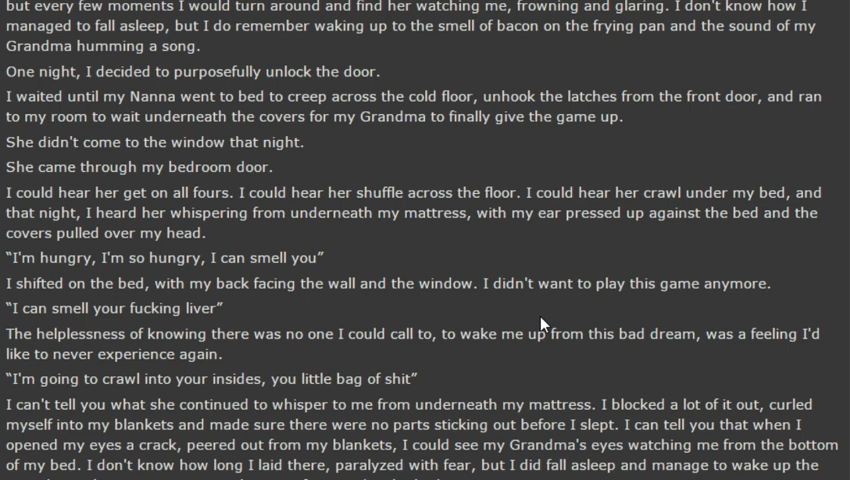 but every few moments I would turn around and find her watching me, frowning and glaring. I don't know how I
managed to fall asleep, but I do remember waking up to the smell of bacon on the frying pan and the sound of my
Grandma humming a song.
One night, I decided to purposefully unlock the door.
I waited until my Nanna went to bed to creep across the cold floor, unhook the latches from the front door, and ran
to my room to wait underneath the covers for my Grandma to finally give the game up.
She didn't come to the window that night.
She came through my bedroom door.
I could hear her get on all fours. I could hear her shuffle across the floor. I could hear her crawl under my bed, and
that night, I heard her whispering from underneath my mattress, with my ear pressed up against the bed and the
covers pulled over my head.
“I'm hungry, I'm so hungry, I can smell you”
I shifted on the bed, with my back facing the wall and the window. I didn't want to play this game anymore.
“I can smell your fucking liver”
The helplessness of knowing there was no one I could call to, to wake me up from this bad dream, was a feeling I'd
like to never experience again.
“I'm going to crawl into your insides, you little bag of shit”
I can't tell you what she continued to whisper to me from underneath my mattress. I blocked a lot of it out, curled
myself into my blankets and made sure there were no parts sticking out before I slept. I can tell you that when I
opened my eyes a crack, peered out from my blankets, I could see my Grandma's eyes watching me from the bottom
of my bed. I don't know how long I laid there, paralyzed with fear, but I did fall asleep and manage to wake up the